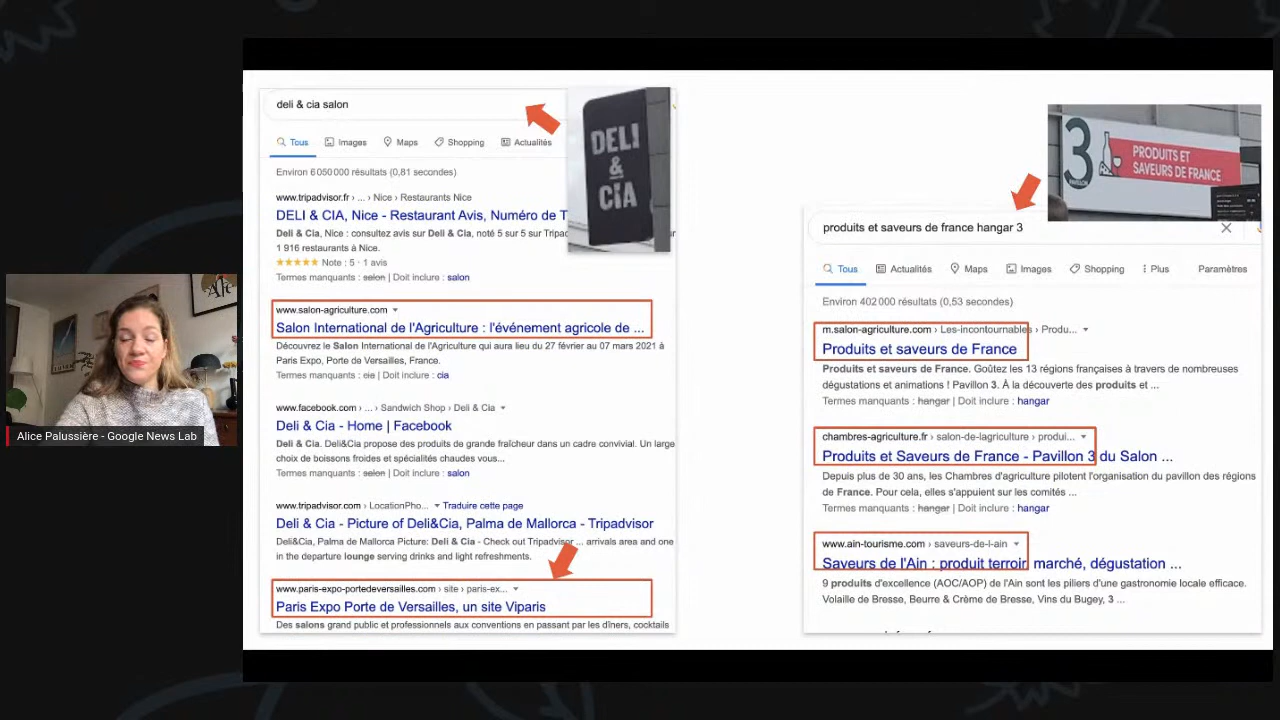 deli & cia salon
Tous Images Maps Shopping Actualités
Environ 6 050 000 résultats (0,81 secondes)
www.tripadvisor.fr › ... › Nice › Restaurants Nice
DELI & CIA, Nice - Restaurant Avis, Numéro de T
Deli & Cia, Nice : consultez avis sur Deli & Cia, noté 5 sur 5 sur Tripac
1 916 restaurants à Nice.
★★★★★ Note : 5 · 1 avis
Termes manquants : salon | Doit inclure : salon
www.salon-agriculture.com
Salon International de l'Agriculture : l'événement agricole de ...
Découvrez le Salon International de l'Agriculture qui aura lieu du 27 février au 07 mars 2021 à
Paris Expo, Porte de Versailles, France.
Termes manquants : cia | Doit inclure : cia
www.facebook.com › ... › Sandwich Shop › Deli & Cia
Deli & Cia - Home | Facebook
Deli & Cia. Deli&Cia propose des produits de grande fraîcheur dans un cadre convivial. Un large
choix de boissons froides et spécialités chaudes vous...
Termes manquants : salon | Doit inclure : salon
www.tripadvisor.com › LocationPho... Traduire cette page
Deli & Cia - Picture of Deli&Cia, Palma de Mallorca - Tripadvisor
Deli&Cia, Palma de Mallorca Picture: Deli & Cia - Check out Tripadvisor ... arrivals area and one
in the departure lounge serving drinks and light refreshments.
www.paris-expo-portedeversailles.com › site › paris-ex...
Paris Expo Porte de Versailles, un site Viparis
Des salons grand public et professionnels aux conventions en passant par les dîners, cocktails
DELI
&
CIA
3
PAVILLON
PRODUITS ET
SAVEURS DE FRANCE
produits et saveurs de france hangar 3
Tous Actualités Maps Images Shopping Plus Paramètres
Environ 402 000 résultats (0,53 secondes)
m.salon-agriculture.com › Les-incontournables › Produ...
Produits et saveurs de France
Produits et saveurs de France. Goûtez les 13 régions françaises à travers de nombreuses
dégustations et animations ! Pavillon 3. À la découverte des produits et ...
Termes manquants : hangar | Doit inclure : hangar
chambres-agriculture.fr › salon-de-lagriculture › produi...
Produits et Saveurs de France - Pavillon 3 du Salon ...
Depuis plus de 30 ans, les Chambres d'agriculture pilotent l'organisation du pavillon des régions
de France. Pour cela, elles s'appuient sur les comités ...
Termes manquants : hangar | Doit inclure : hangar
www.ain-tourisme.com › saveurs-de-l-ain
Saveurs de l'Ain : produit terroir, marché, dégustation ...
9 produits d'excellence (AOC/AOP) de l'Ain sont les piliers d'une gastronomie locale efficace.
Volaille de Bresse, Beurre & Crème de Bresse, Vins du Bugey, 3 ...
Alice Palussière - Google News Lab